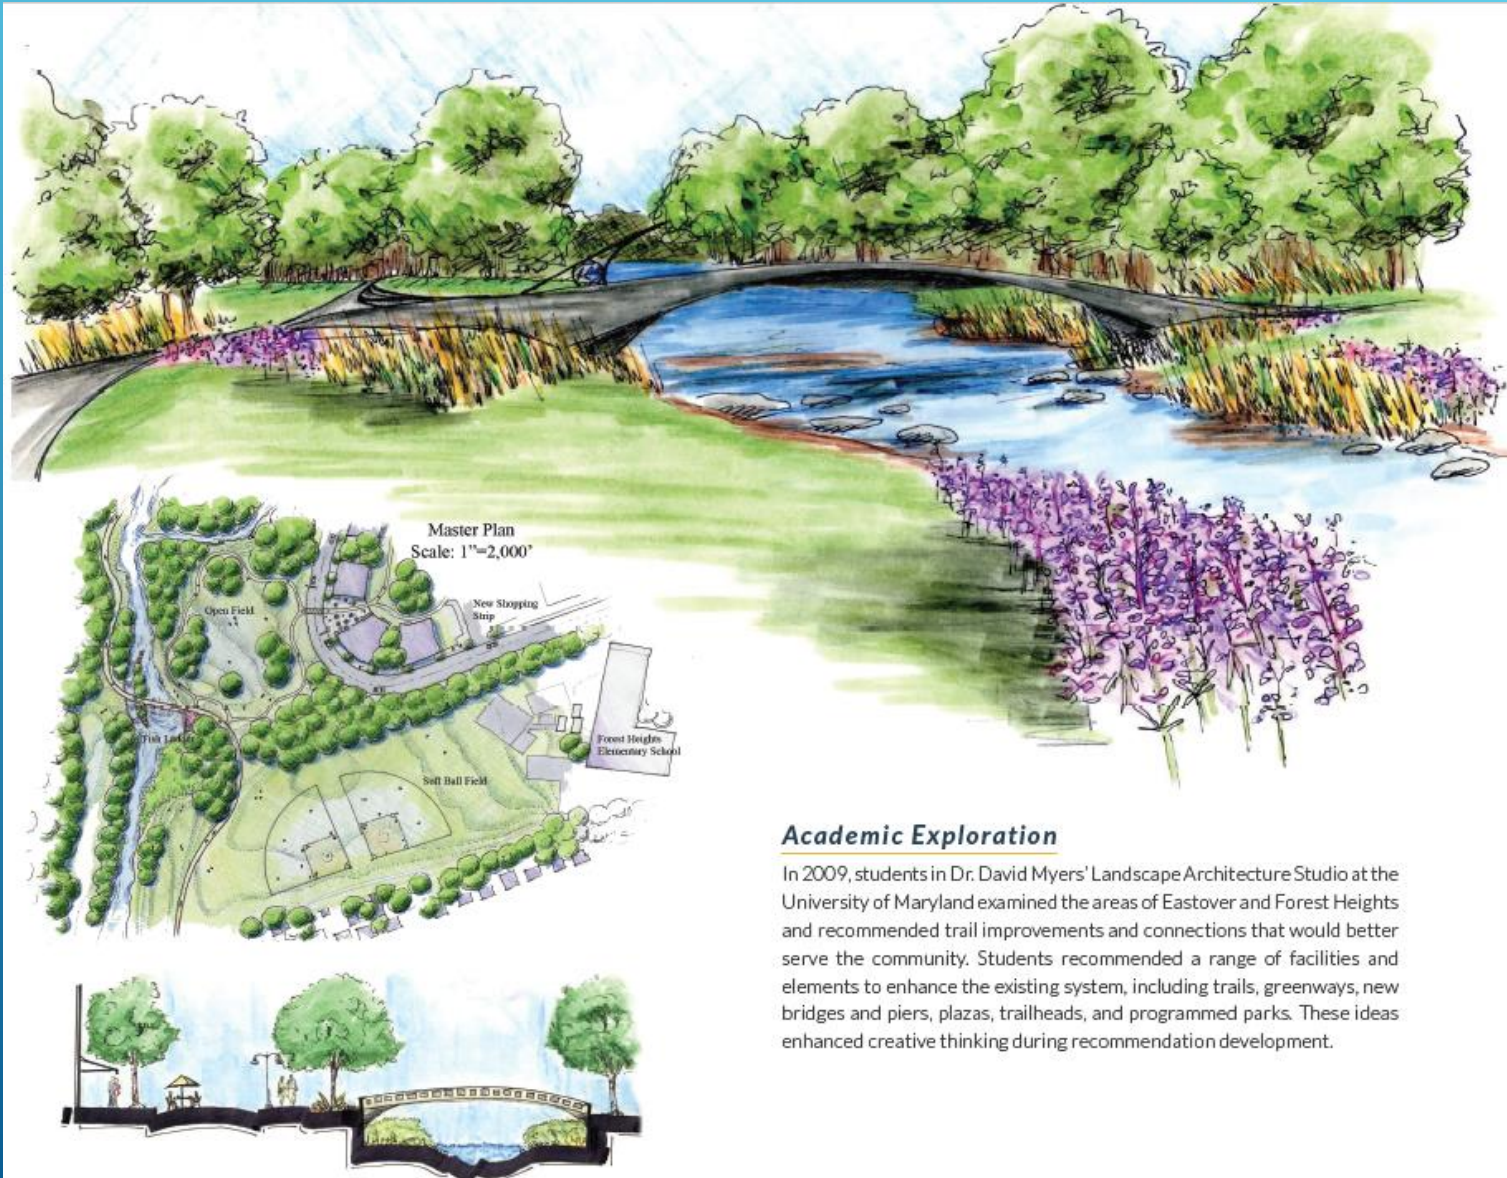 Master Plan
Scale: 1"=2,000'
New Shopping
Strip
Open Field
Fish
Forest Heights
Elementary School
Soft Ball Field
Academic Exploration
In 2009, students in Dr. David Myers' Landscape Architecture Studio at the
University of Maryland examined the areas of Eastover and Forest Heights
and recommended trail improvements and connections that would better
serve the community. Students recommended a range of facilities and
elements to enhance the existing system, including trails, greenways, new
bridges and piers, plazas, trailheads, and programmed parks. These ideas
enhanced creative thinking during recommendation development.